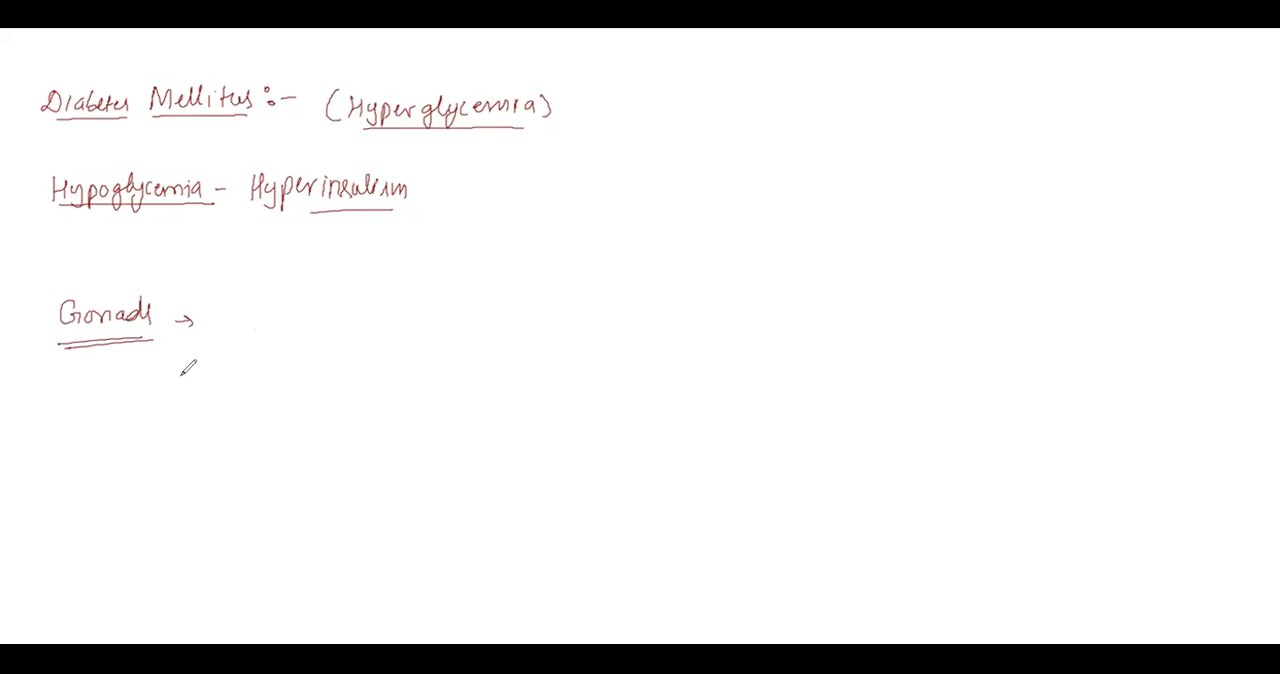 Diabetes Mellitus :- (Hyperglycemia)
Hypoglycemia - Hyperinsulism
Gonads →